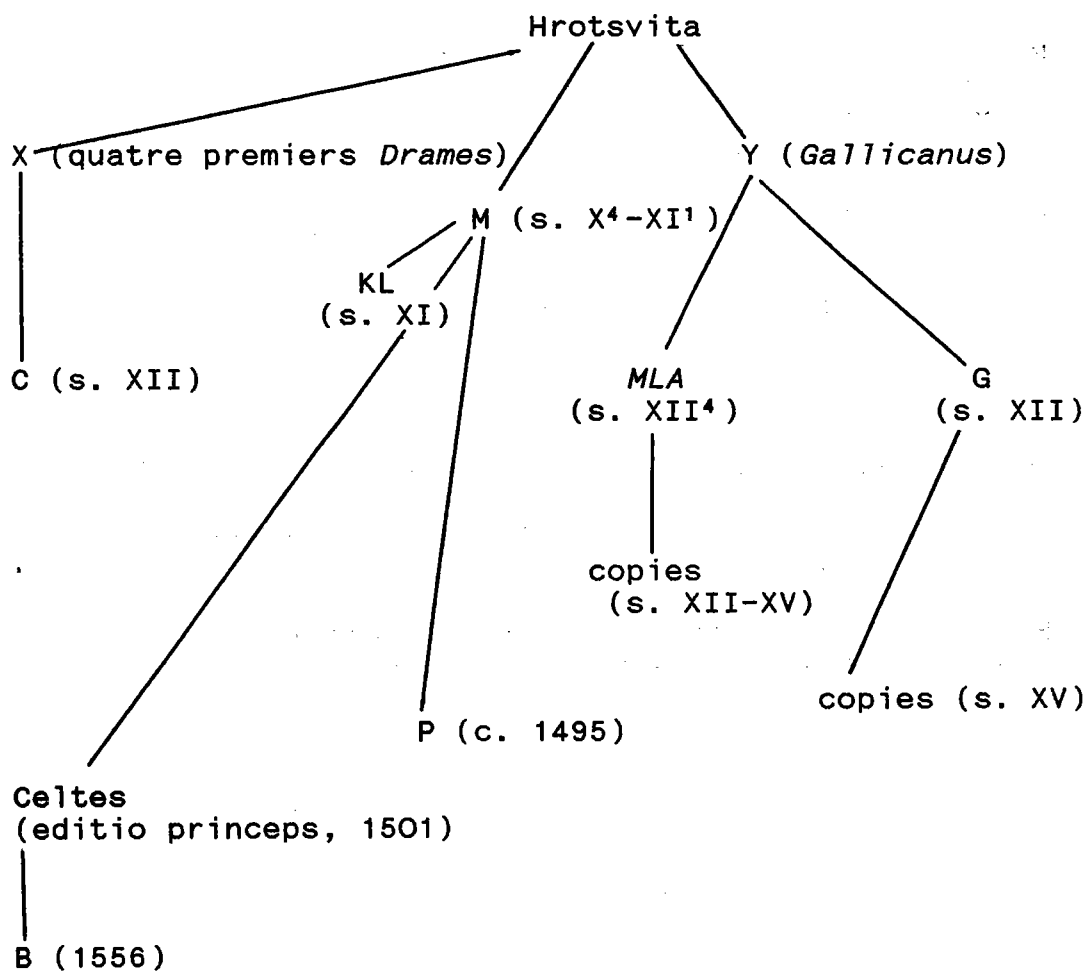 Hrotsvita
X (quatre premiers Drames)
Y (Gallicanus)
M (s. X⁴-XI¹)
KL
(s. XI)
C (s. XII)
MLA
(s. XII⁴)
G
(s. XII)
copies
(s. XII-XV)
copies (s. XV)
P (c. 1495)
Celtes
(editio princeps, 1501)
B (1556)